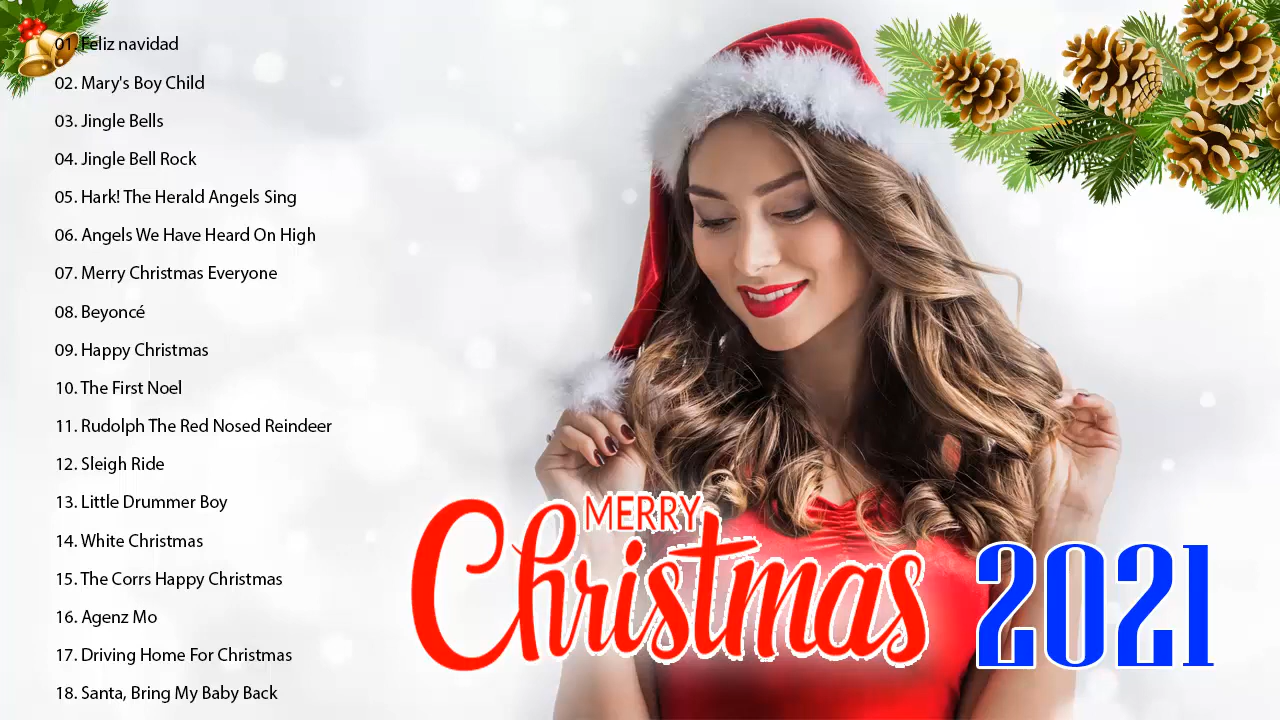 01. Feliz navidad
02. Mary's Boy Child
03. Jingle Bells
04. Jingle Bell Rock
05. Hark! The Herald Angels Sing
06. Angels We Have Heard On High
07. Merry Christmas Everyone
08. Beyoncé
09. Happy Christmas
10. The First Noel
11. Rudolph The Red Nosed Reindeer
12. Sleigh Ride
13. Little Drummer Boy
14. White Christmas
15. The Corrs Happy Christmas
16. Agenz Mo
17. Driving Home For Christmas
18. Santa, Bring My Baby Back
MERRY
Christmas 2021